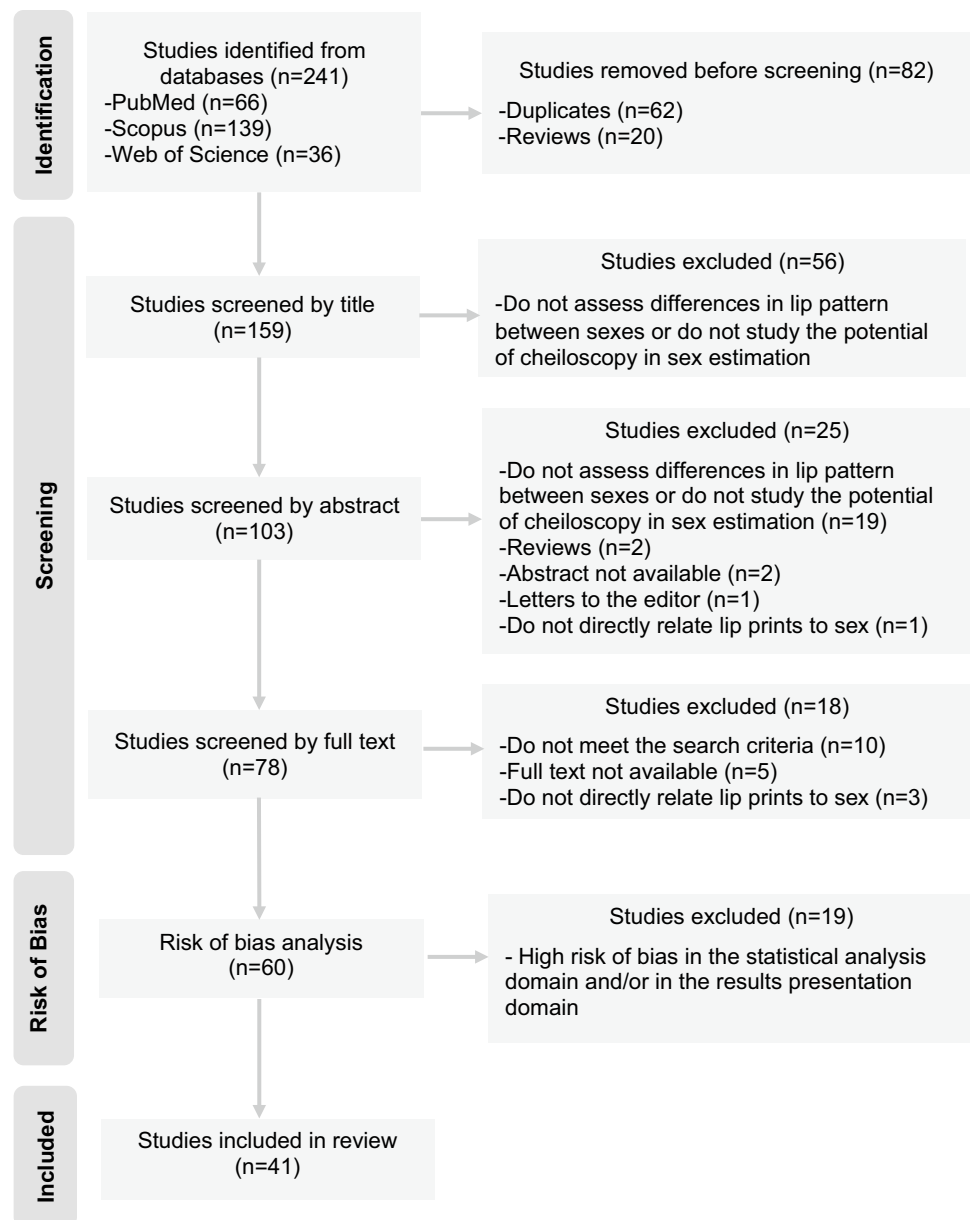 Identification
Studies identified from
databases (n=241)
-PubMed (n=66)
-Scopus (n=139)
-Web of Science (n=36)
Studies removed before screening (n=82)
-Duplicates (n=62)
-Reviews (n=20)
Screening
Studies screened by title
(n=159)
Studies excluded (n=56)
-Do not assess differences in lip pattern
between sexes or do not study the potential
of cheiloscopy in sex estimation
Studies screened by abstract
(n=103)
Studies excluded (n=25)
-Do not assess differences in lip pattern
between sexes or do not study the potential
of cheiloscopy in sex estimation (n=19)
-Reviews (n=2)
-Abstract not available (n=2)
-Letters to the editor (n=1)
-Do not directly relate lip prints to sex (n=1)
Studies screened by full text
(n=78)
Studies excluded (n=18)
-Do not meet the search criteria (n=10)
-Full text not available (n=5)
-Do not directly relate lip prints to sex (n=3)
Risk of Bias
Risk of bias analysis
(n=60)
Studies excluded (n=19)
- High risk of bias in the statistical analysis
domain and/or in the results presentation
domain
Included
Studies included in review
(n=41)